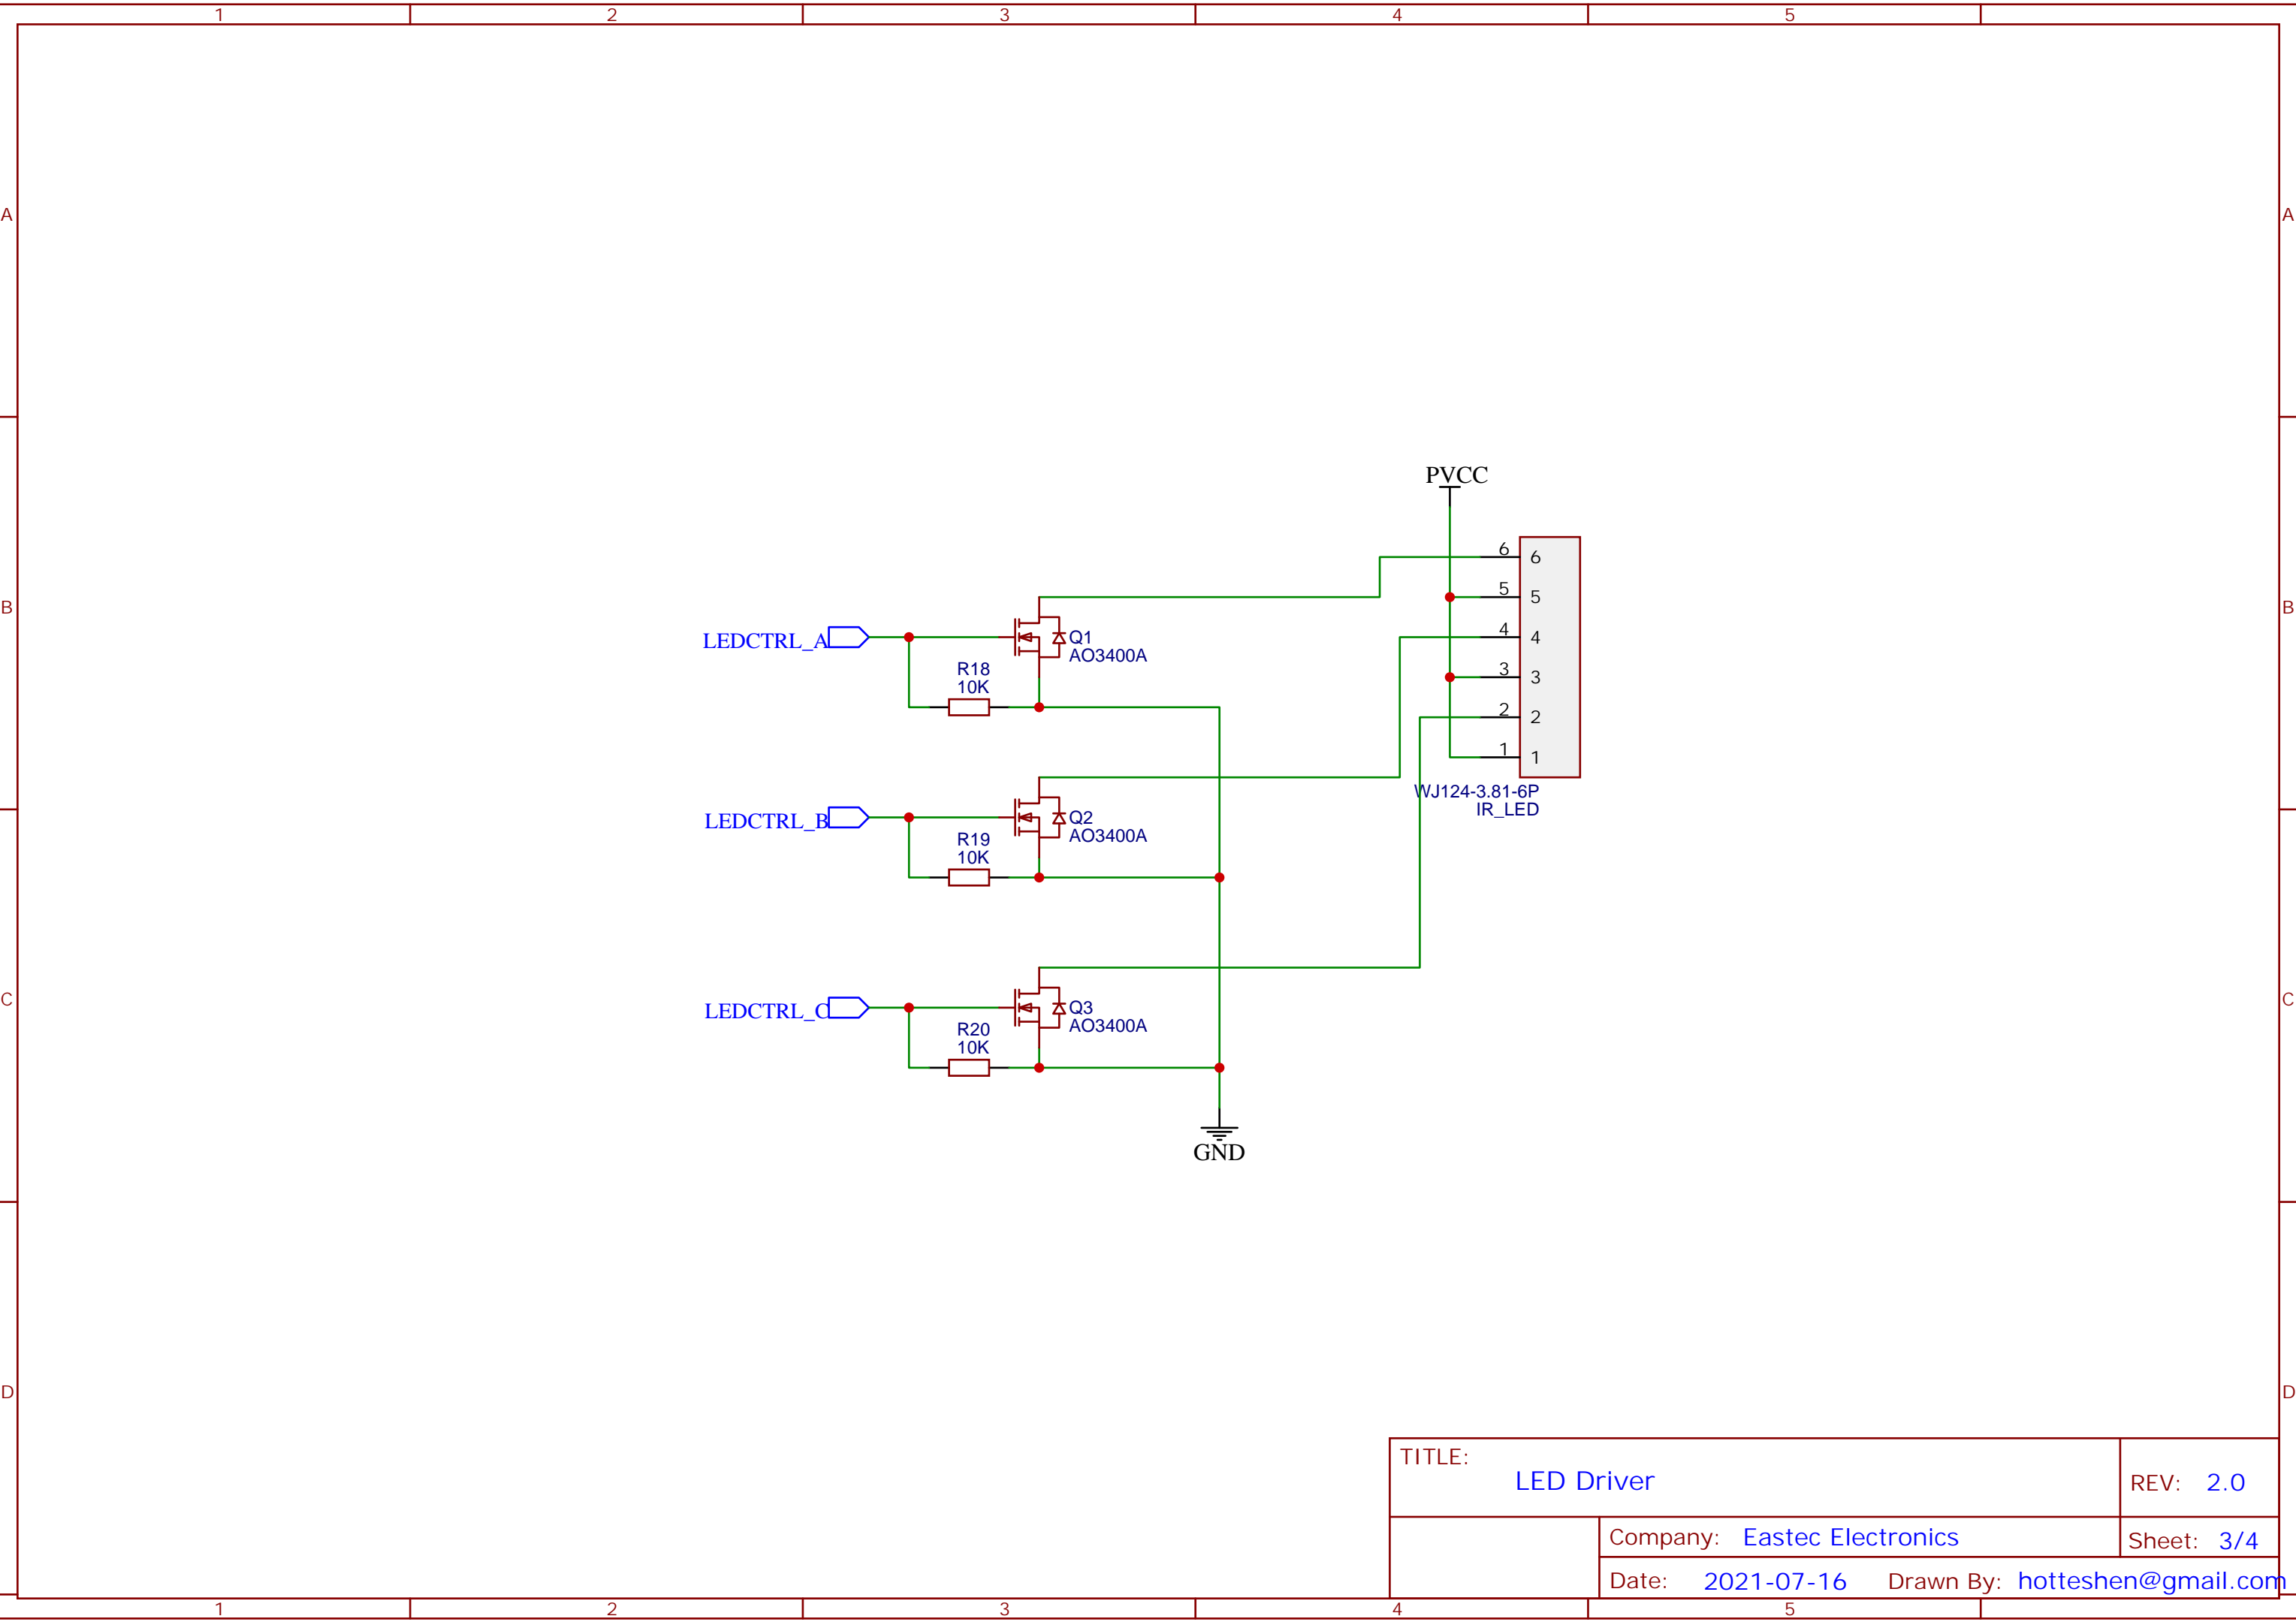 1 2 3 4 5
A A
PVCC
6 6
5 5
B B
4 4
LEDCTRL_A
Q1
AO3400A
R18
10K
3 3
2 2
1 1
WJ124-3.81-6P
IR_LED
LEDCTRL_B
Q2
AO3400A
R19
10K
C C
LEDCTRL_C
Q3
AO3400A
R20
10K
GND
D D
TITLE:
LED Driver
REV: 2.0
Company: Eastec Electronics
Sheet: 3/4
Date: 2021-07-16 Drawn By: hotteshen@gmail.com
1 2 3 4 5